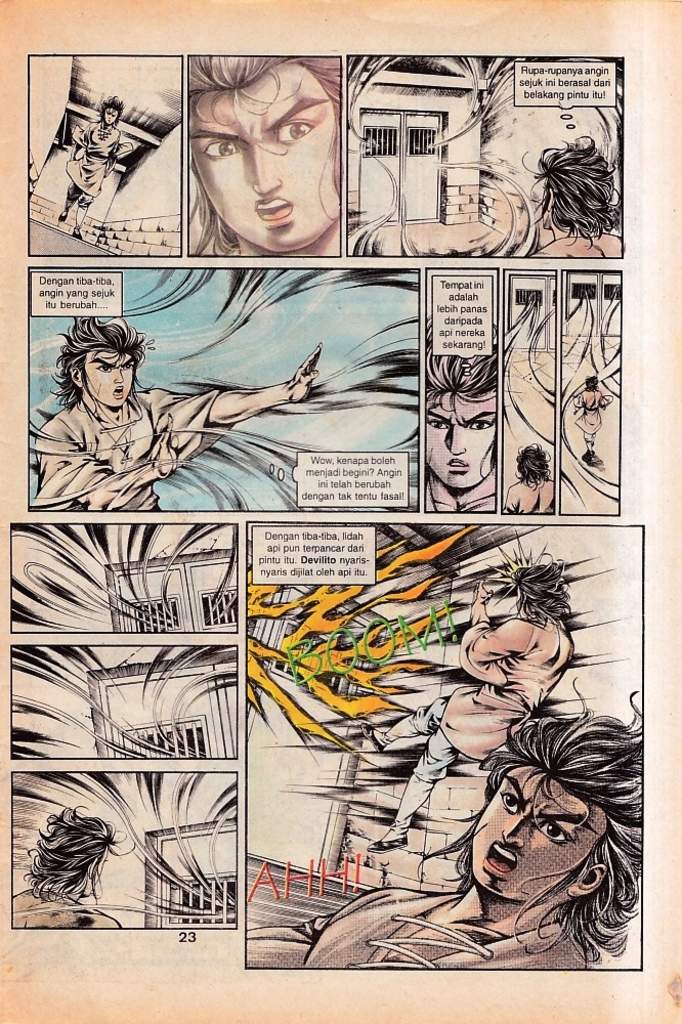 Rupa-rupanya angin
sejuk ini berasal dari
belakang pintu itu!
Dengan tiba-tiba,
angin yang sejuk
itu berubah....
Wow, kenapa boleh
menjadi begini? Angin
ini telah berubah
dengan tak tentu fasal!
Tempat ini
adalah
lebih panas
daripada
api nereka
sekarang!
Dengan tiba-tiba, lidah
api pun terpancar dari
pintu itu. Devilito nyaris-
nyaris dijilat oleh api itu.
BOOM!
AHH!
23